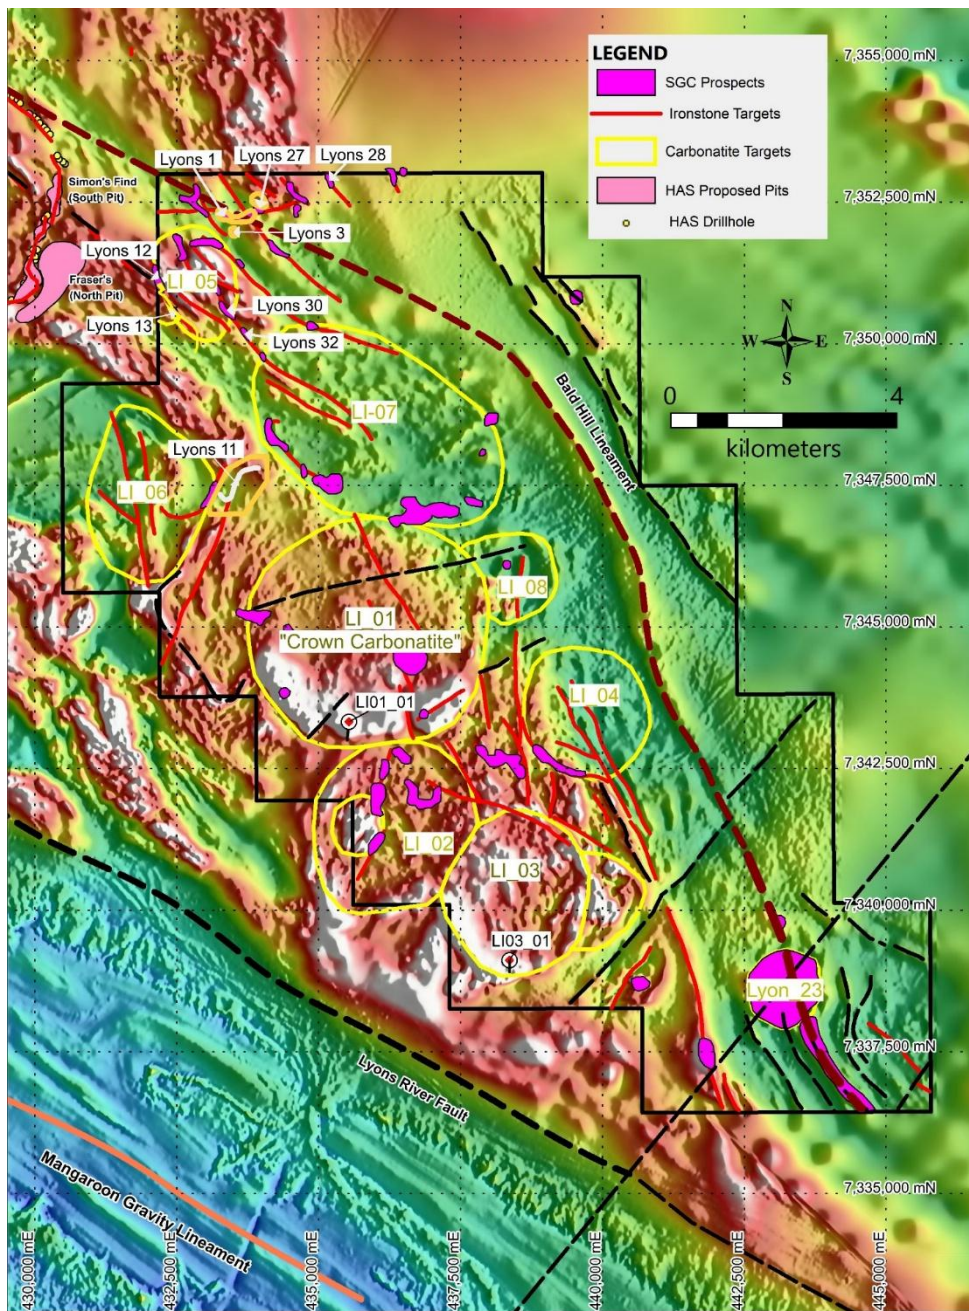 LEGEND
SGC Prospects
Ironstone Targets
Carbonatite Targets
HAS Proposed Pits
HAS Drillhole
7,355,000 mN
7,352,500 mN
7,350,000 mN
7,347,500 mN
7,345,000 mN
7,342,500 mN
7,340,000 mN
7,337,500 mN
7,335,000 mN
Lyons 1
Lyons 27
Lyons 28
Simon's Find
(South Pit)
Lyons 3
Lyons 12
LI_05
Fraser's
(North Pit)
Lyons 30
Lyons 13
Lyons 32
N
W
E
S
0
4
kilometers
Bald Hill Lineament
LI-07
Lyons 11
LI_06
LI_08
LI_01
"Crown Carbonatite"
LI_04
LI01_01
LI_02
LI_03
LI03_01
Lyon_23
Lyons River Fault
Mangaroon Gravity Lineament
430,000 mE
432,500 mE
435,000 mE
437,500 mE
440,000 mE
442,500 mE
445,000 mE